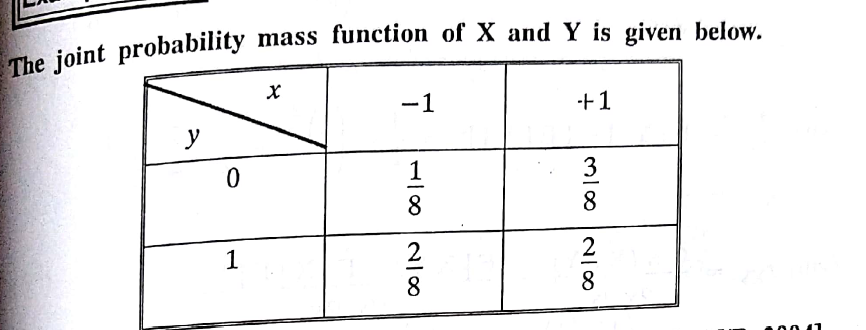 The joint probability mass function of X and Y is given below.
x −1 +1
y
0 1/8 3/8
1 2/8 2/8